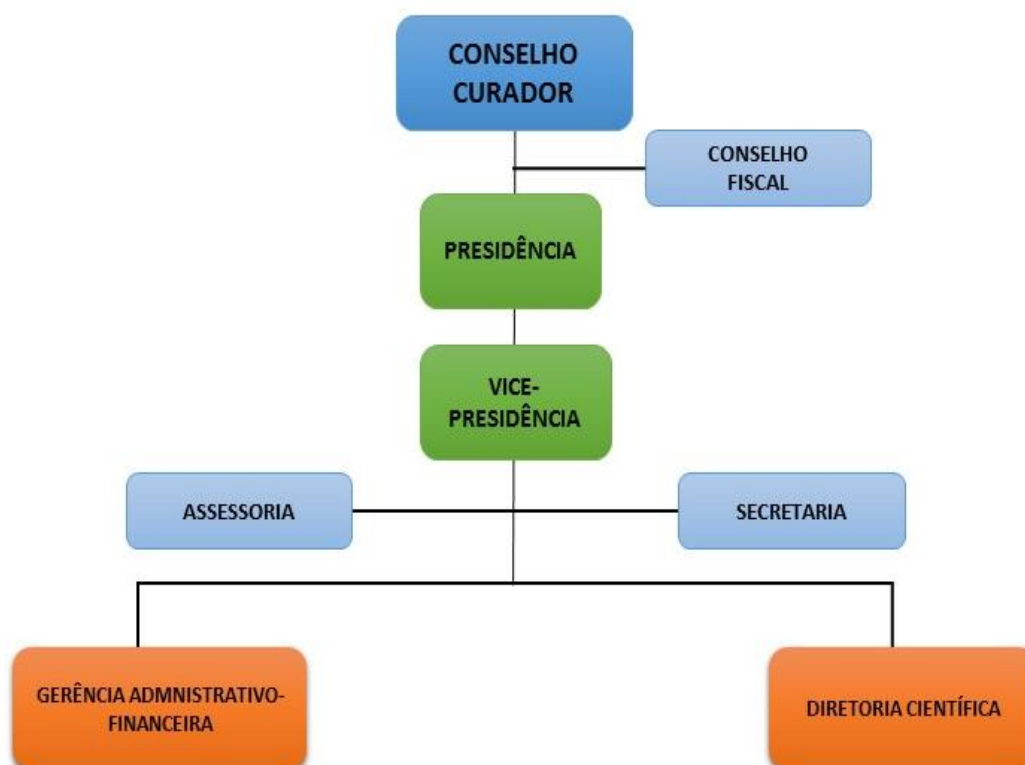 CONSELHO
CURADOR
CONSELHO
FISCAL
PRESIDÊNCIA
VICE-
PRESIDÊNCIA
ASSESSORIA
SECRETARIA
GERÊNCIA ADMNISTRATIVO-
FINANCEIRA
DIRETORIA CIENTÍFICA